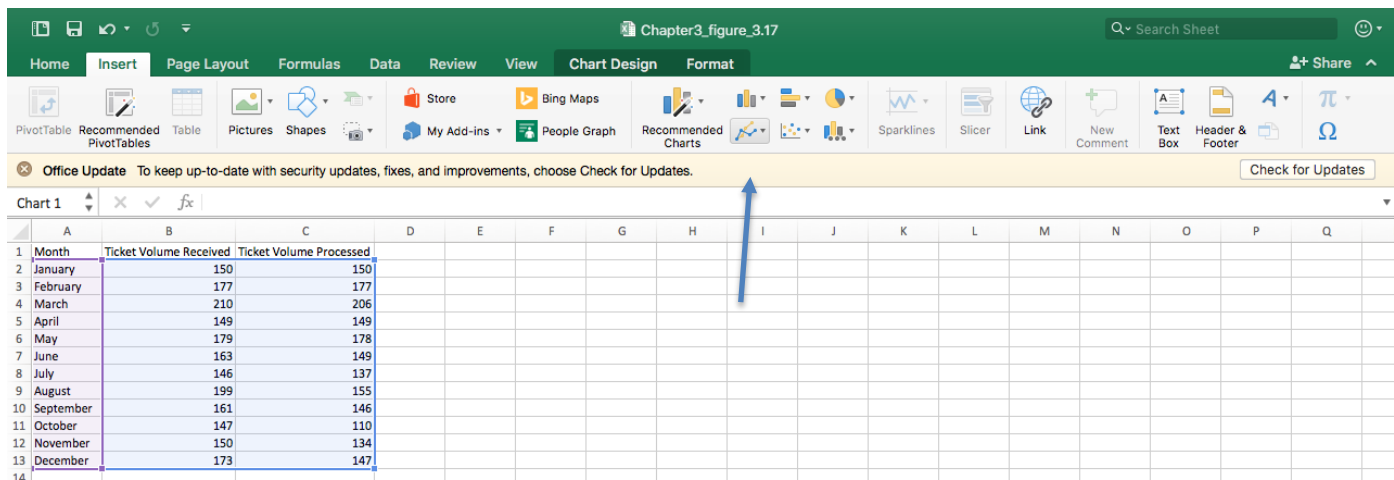 Chapter3_figure_3.17
Search Sheet
Home Insert Page Layout Formulas Data Review View Chart Design Format Share
PivotTable Recommended PivotTables Table Pictures Shapes Store My Add-ins Bing Maps People Graph Recommended Charts Sparklines Slicer Link New Comment Text Box Header & Footer A π Ω
Office Update To keep up-to-date with security updates, fixes, and improvements, choose Check for Updates. Check for Updates
Chart 1 fx
A B C D E F G H I J K L M N O P Q
1 Month Ticket Volume Received Ticket Volume Processed
2 January 150 150
3 February 177 177
4 March 210 206
5 April 149 149
6 May 179 178
7 June 163 149
8 July 146 137
9 August 199 155
10 September 161 146
11 October 147 110
12 November 150 134
13 December 173 147
14